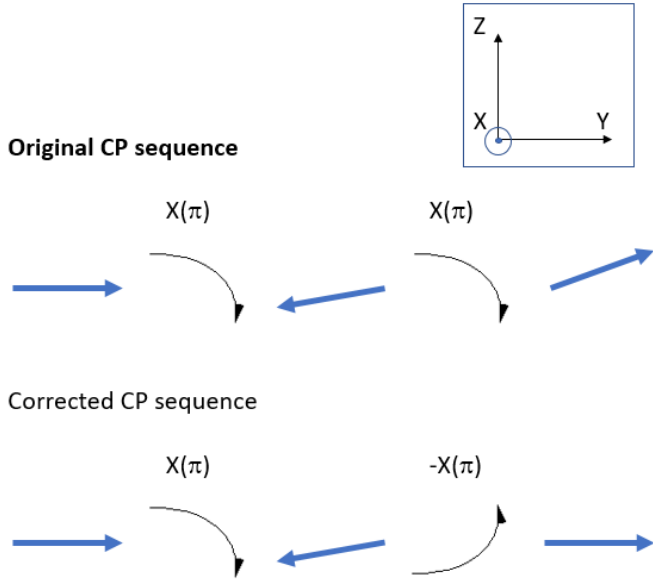 Z
X Y
Original CP sequence
X(π) X(π)
Corrected CP sequence
X(π) -X(π)